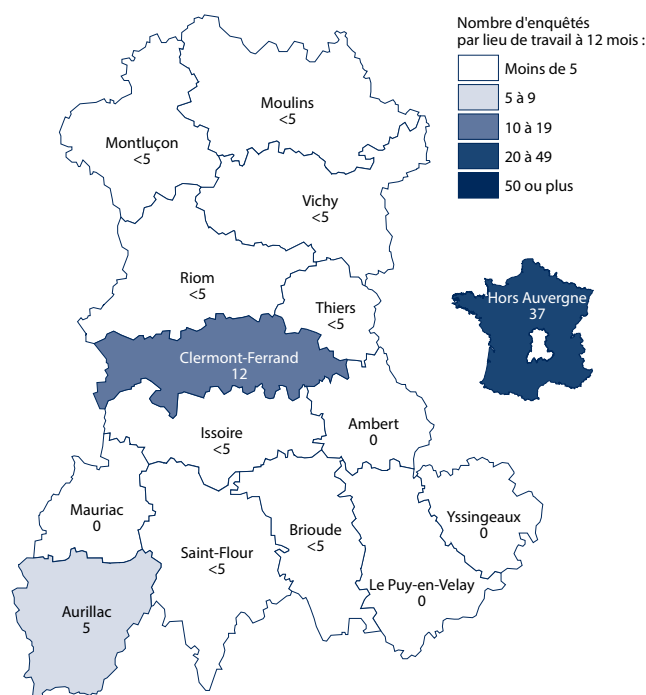 Nombre d'enquêtés
par lieu de travail à 12 mois :
Moins de 5
5 à 9
10 à 19
20 à 49
50 ou plus
Moulins
<5
Montluçon
<5
Vichy
<5
Riom
<5
Thiers
<5
Hors Auvergne
37
Clermont-Ferrand
12
Ambert
0
Issoire
<5
Mauriac
0
Saint-Flour
<5
Brioude
<5
Yssingeaux
0
Le Puy-en-Velay
0
Aurillac
5